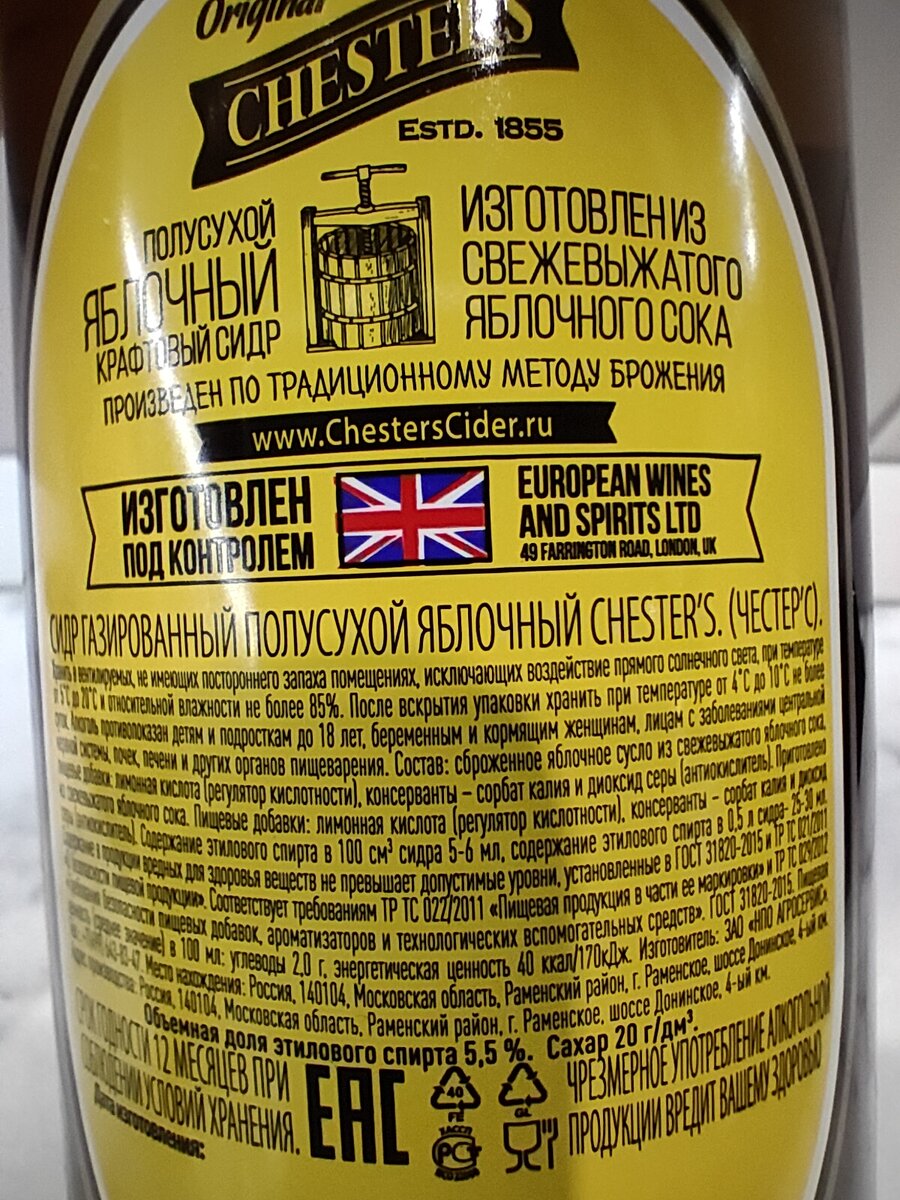 Original
CHESTER'S
ESTD. 1855
ПОЛУСУХОЙ
ЯБЛОЧНЫЙ
КРАФТОВЫЙ СИДР
ИЗГОТОВЛЕН ИЗ
СВЕЖЕВЫЖАТОГО
ЯБЛОЧНОГО СОКА
ПРОИЗВЕДЕН ПО ТРАДИЦИОННОМУ МЕТОДУ БРОЖЕНИЯ
www.ChestersCider.ru
ИЗГОТОВЛЕН
ПОД КОНТРОЛЕМ
EUROPEAN WINES
AND SPIRITS LTD
49 FARRINGTON ROAD, LONDON, UK
СИДР ГАЗИРОВАННЫЙ ПОЛУСУХОЙ ЯБЛОЧНЫЙ CHESTER'S. (ЧЕСТЕР'С).
Хранить в вентилируемых, не имеющих постороннего запаха помещениях, исключающих воздействие прямого солнечного света, при температуре
от 5°С до 20°С и относительной влажности не более 85%. После вскрытия упаковки хранить при температуре от 4°С до 10°С не более
суток. Алкоголь противопоказан детям и подросткам до 18 лет, беременным и кормящим женщинам, лицам с заболеваниями центральной
нервной системы, почек, печени и других органов пищеварения. Состав: сброженное яблочное сусло из свежевыжатого яблочного сока,
пищевые добавки: лимонная кислота (регулятор кислотности), консерванты – сорбат калия и диоксид серы (антиокислитель). Приготовлено
из свежевыжатого яблочного сока. Пищевые добавки: лимонная кислота (регулятор кислотности), консерванты – сорбат калия и диоксид
серы (антиокислитель). Содержание этилового спирта в 100 см³ сидра 5-6 мл, содержание этилового спирта в 0,5 л сидра- 25-30 мл.
Содержание в продукции вредных для здоровья веществ не превышает допустимые уровни, установленные в ГОСТ 31820-2015 и ТР ТС 021/2011
«О безопасности пищевой продукции». Соответствует требованиям ТР ТС 022/2011 «Пищевая продукция в части ее маркировки» и ТР ТС 029/2012
«Требования безопасности пищевых добавок, ароматизаторов и технологических вспомогательных средств». ГОСТ 31820-2015. Пищевая
ценность (среднее значение) в 100 мл: углеводы 2,0 г, энергетическая ценность 40 ккал/170кДж. Изготовитель: ЗАО «НПО АГРОСЕРВИС»
Место нахождения: Россия, 140104, Московская область, Раменский район, г. Раменское, шоссе Донинское, 4-ый км.
Адрес производства: Россия, 140104, Московская область, Раменский район, г. Раменское, шоссе Донинское, 4-ый км.
Объемная доля этилового спирта 5,5 %. Сахар 20 г/дм³.
СРОК ГОДНОСТИ 12 МЕСЯЦЕВ ПРИ
СОБЛЮДЕНИИ УСЛОВИЙ ХРАНЕНИЯ.
Дата изготовления:
EAC
40
FE
GL
РСТ
ЧРЕЗМЕРНОЕ УПОТРЕБЛЕНИЕ АЛКОГОЛЬНОЙ
ПРОДУКЦИИ ВРЕДИТ ВАШЕМУ ЗДОРОВЬЮ